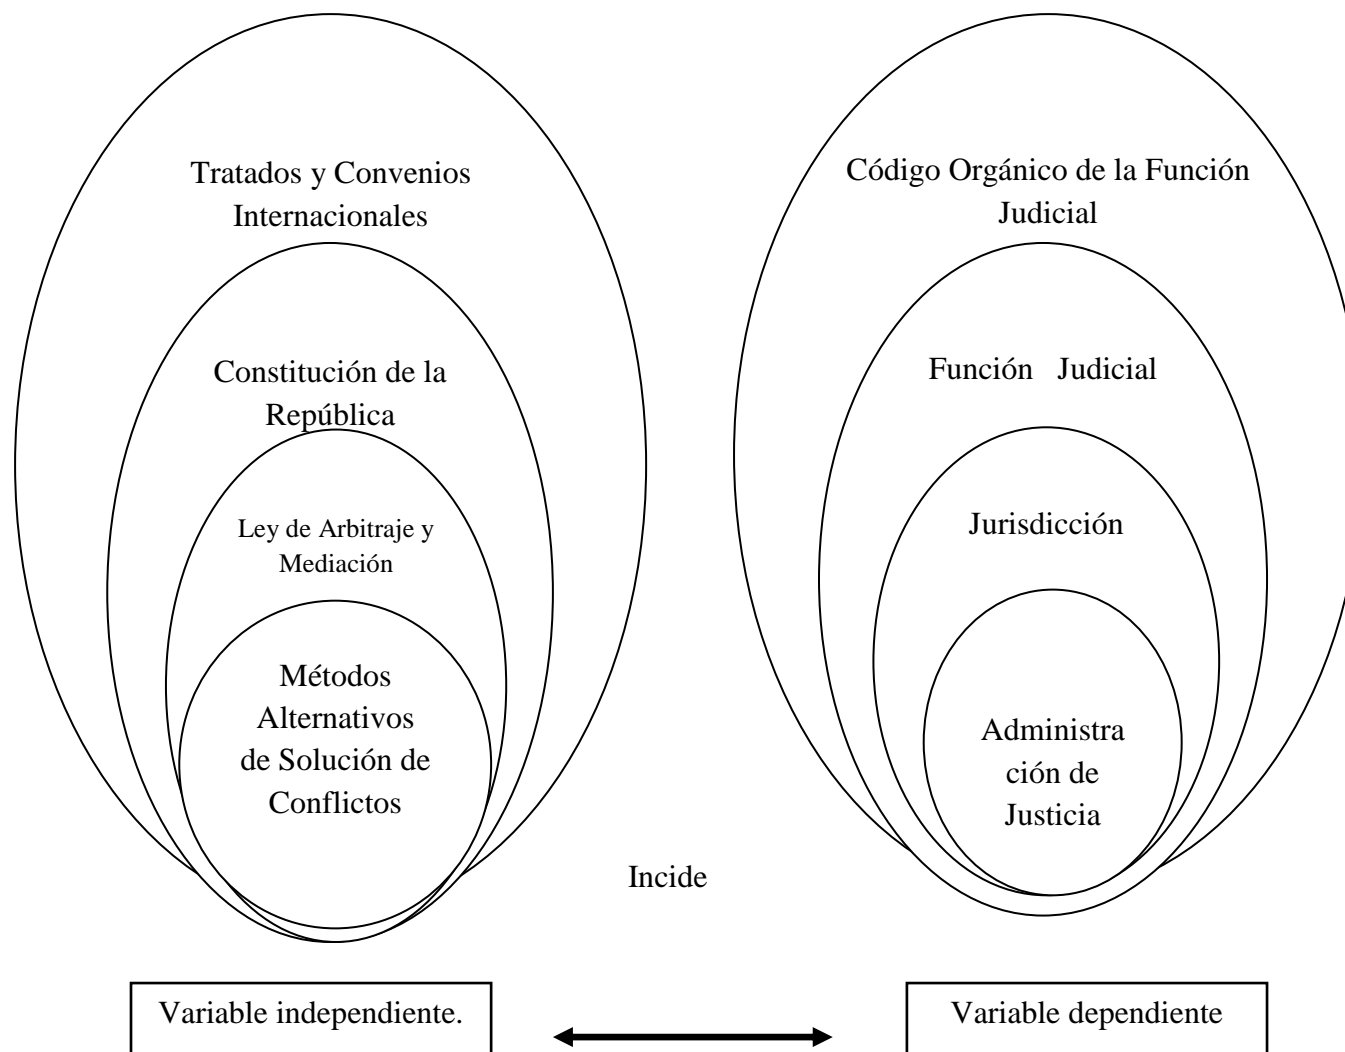 Tratados y Convenios
Internacionales
Constitución de la
República
Ley de Arbitraje y
Mediación
Métodos
Alternativos
de Solución de
Conflictos
Código Orgánico de la Función
Judicial
Función Judicial
Jurisdicción
Administra
ción de
Justicia
Incide
Variable independiente.
Variable dependiente